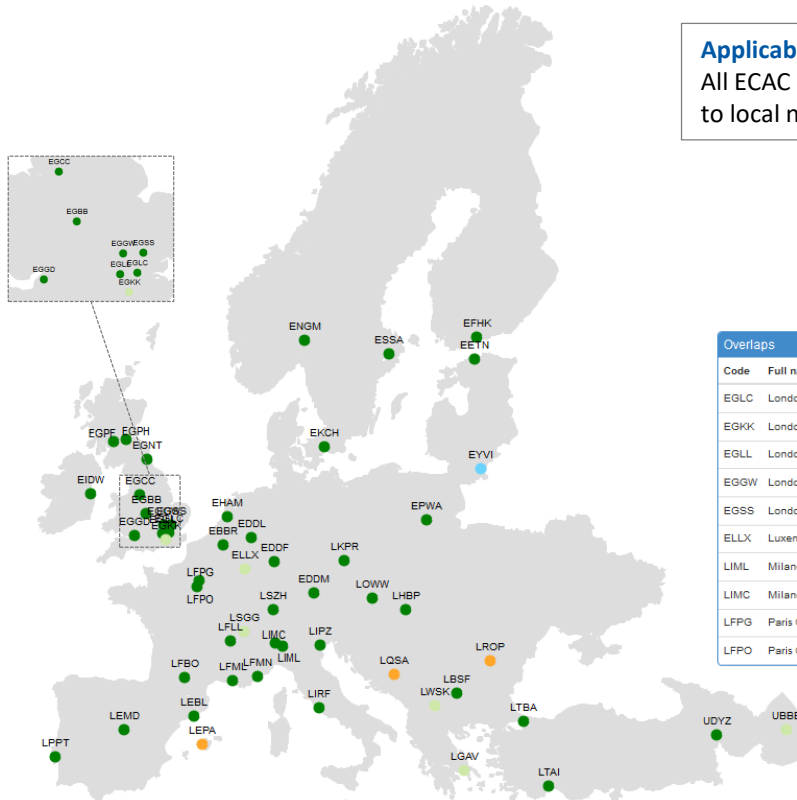 Applicab
All ECAC
to local n
EGCC
EGBB
EGGW EGSS
EGLL EGLC
EGGD
EGKK
ENGM
ESSA
EFHK
EETN
Overlaps
Code Full n
EGLC Londo
EGKK Londo
EGLL Londo
EGGW Londo
EGSS Londo
ELLX Luxen
LIML Milan
LIMC Milan
LFPG Paris
LFPO Paris
EGPF EGPH
EGNT
EKCH
EYVI
EIDW
EGCC
EGBB
EGSS
EGGD
EGKK
EHAM
EPWA
EBBR EDDL
ELLX EDDF
LKPR
LFPG
LFPO
EDDM
LOWW LHBP
LSZH
LSGG
LFLL LIMC LIPZ
LIML
LROP
LQSA
LFBO LFML LFMN
LWSK LBSF
LEBL
LIRF
LTBA
LEMD
LEPA
LPPT
UDYZ UBBB
LGAV
LTAI